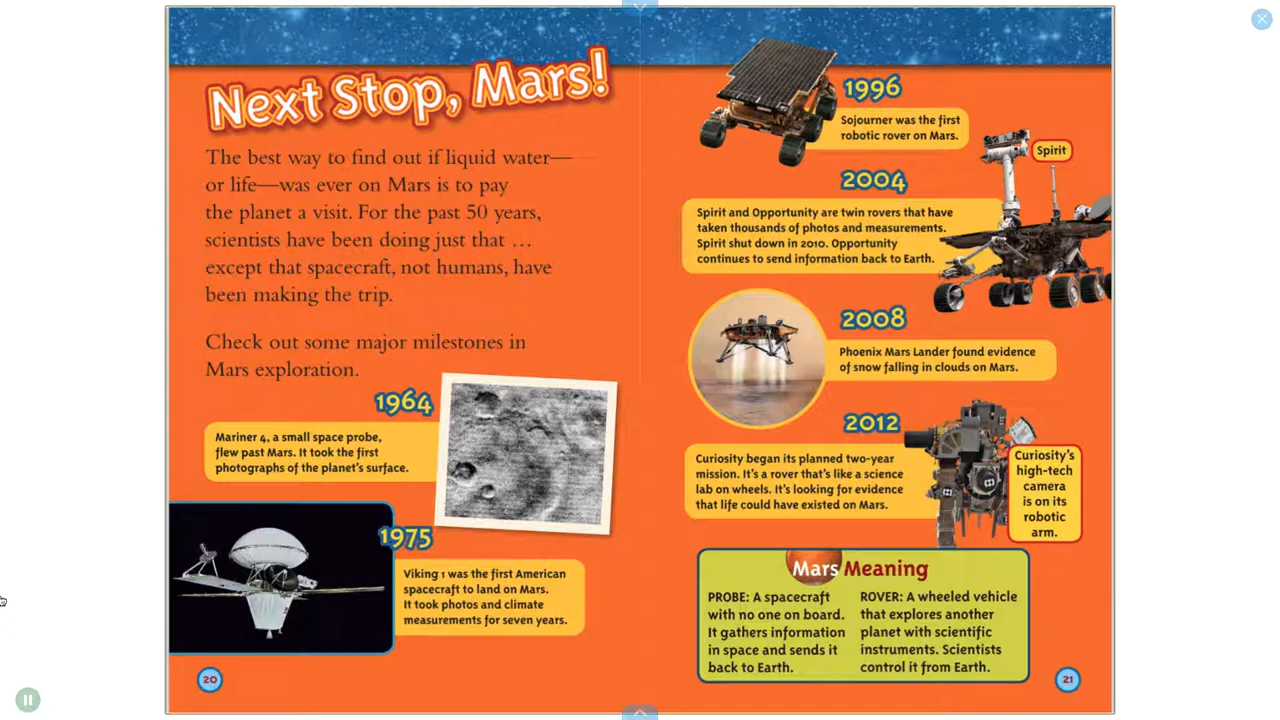 Next Stop, Mars!
The best way to find out if liquid water—
or life—was ever on Mars is to pay
the planet a visit. For the past 50 years,
scientists have been doing just that ...
except that spacecraft, not humans, have
been making the trip.
Check out some major milestones in
Mars exploration.
1964
Mariner 4, a small space probe,
flew past Mars. It took the first
photographs of the planet's surface.
1975
Viking 1 was the first American
spacecraft to land on Mars.
It took photos and climate
measurements for seven years.
20
1996
Sojourner was the first
robotic rover on Mars.
Spirit
2004
Spirit and Opportunity are twin rovers that have
taken thousands of photos and measurements.
Spirit shut down in 2010. Opportunity
continues to send information back to Earth.
2008
Phoenix Mars Lander found evidence
of snow falling in clouds on Mars.
2012
Curiosity began its planned two-year
mission. It's a rover that's like a science
lab on wheels. It's looking for evidence
that life could have existed on Mars.
Curiosity's
high-tech
camera
is on its
robotic
arm.
Mars Meaning
PROBE: A spacecraft
with no one on board.
It gathers information
in space and sends it
back to Earth.
ROVER: A wheeled vehicle
that explores another
planet with scientific
instruments. Scientists
control it from Earth.
21